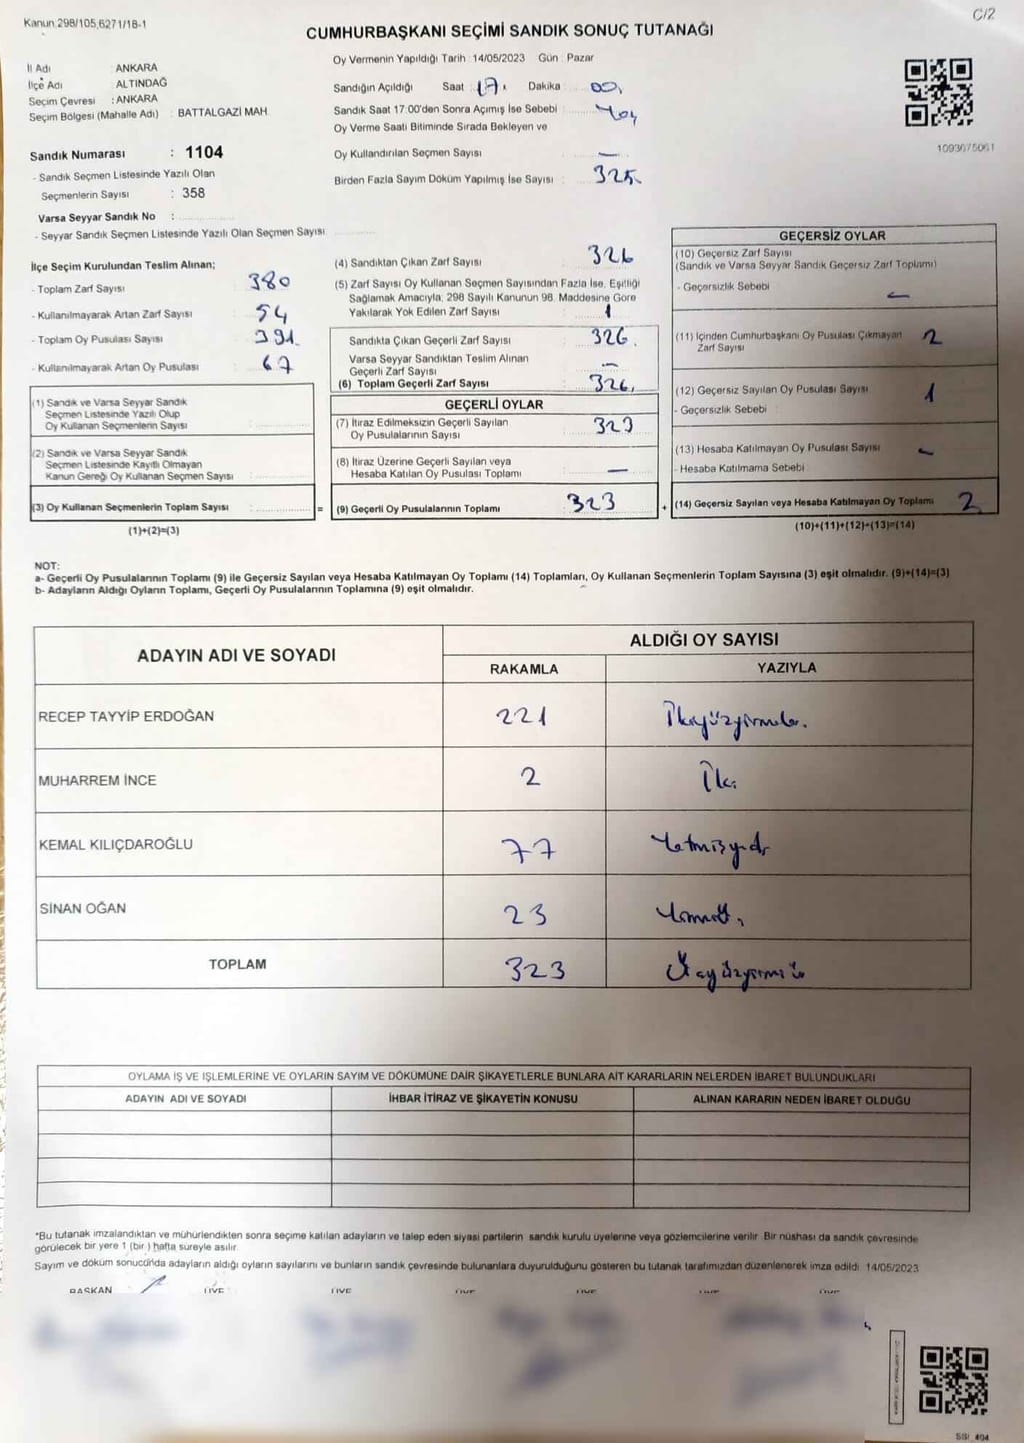 Kanun 298/105,6271/18-1
C/2
CUMHURBAŞKANI SEÇİMİ SANDIK SONUÇ TUTANAĞI
İl Adı ANKARA
İlçe Adı ALTINDAĞ
Seçim Çevresi : ANKARA
Seçim Bölgesi (Mahalle Adı) : BATTALGAZİ MAH
Sandık Numarası : 1104
- Sandık Seçmen Listesinde Yazılı Olan
Seçmenlerin Sayısı : 358
Varsa Seyyar Sandık No :
- Seyyar Sandık Seçmen Listesinde Yazılı Olan Seçmen Sayısı
Oy Vermenin Yapıldığı Tarih : 14/05/2023 Gün : Pazar
Sandığın Açıldığı Saat 17 Dakika 00
Sandık Saat 17:00'den Sonra Açımış İse Sebebi
Oy Verme Saati Bitiminde Sırada Bekleyen ve
Oy Kullandırılan Seçmen Sayısı : —
Birden Fazla Sayım Döküm Yapılmış İse Sayısı : 325
1093675061
İlçe Seçim Kurulundan Teslim Alınan;
- Toplam Zarf Sayısı 380
- Kullanılmayarak Artan Zarf Sayısı 54
- Toplam Oy Pusulası Sayısı 391
- Kullanılmayarak Artan Oy Pusulası 67
(1) Sandık ve Varsa Seyyar Sandık
Seçmen Listesinde Yazılı Olup
Oy Kullanan Seçmenlerin Sayısı :
(2) Sandık ve Varsa Seyyar Sandık
Seçmen Listesinde Kayıtlı Olmayan
Kanun Gereği Oy Kullanan Seçmen Sayısı :
(3) Oy Kullanan Seçmenlerin Toplam Sayısı : =
(1)+(2)=(3)
(4) Sandıktan Çıkan Zarf Sayısı 326
(5) Zarf Sayısı Oy Kullanan Seçmen Sayısından Fazla İse, Eşitliği
Sağlamak Amacıyla; 298 Sayılı Kanunun 98. Maddesine Göre
Yakılarak Yok Edilen Zarf Sayısı 1
Sandıkta Çıkan Geçerli Zarf Sayısı 326
Varsa Seyyar Sandıktan Teslim Alınan
Geçerli Zarf Sayısı —
(6) Toplam Geçerli Zarf Sayısı 326
GEÇERLİ OYLAR
(7) İtiraz Edilmeksizin Geçerli Sayılan
Oy Pusulalarının Sayısı 323
(8) İtiraz Üzerine Geçerli Sayılan veya
Hesaba Katılan Oy Pusulası Toplamı —
(9) Geçerli Oy Pusulalarının Toplamı 323 +
GEÇERSİZ OYLAR
(10) Geçersiz Zarf Sayısı
(Sandık ve Varsa Seyyar Sandık Geçersiz Zarf Toplamı)
- Geçersizlik Sebebi —
(11) İçinden Cumhurbaşkanı Oy Pusulası Çıkmayan
Zarf Sayısı 2
(12) Geçersiz Sayılan Oy Pusulası Sayısı 1
- Geçersizlik Sebebi
(13) Hesaba Katılmayan Oy Pusulası Sayısı —
- Hesaba Katılmama Sebebi
(14) Geçersiz Sayılan veya Hesaba Katılmayan Oy Toplamı 2
(10)+(11)+(12)+(13)=(14)
NOT:
a- Geçerli Oy Pusulalarının Toplamı (9) ile Geçersiz Sayılan veya Hesaba Katılmayan Oy Toplamı (14) Toplamları, Oy Kullanan Seçmenlerin Toplam Sayısına (3) eşit olmalıdır. (9)+(14)=(3)
b- Adayların Aldığı Oyların Toplamı, Geçerli Oy Pusulalarının Toplamına (9) eşit olmalıdır.
ADAYIN ADI VE SOYADI ALDIĞI OY SAYISI
RAKAMLA YAZIYLA
RECEP TAYYİP ERDOĞAN 221
MUHARREM İNCE 2 İki
KEMAL KILIÇDAROĞLU 77 Yetmişyedi
SİNAN OĞAN 23
TOPLAM 323
OYLAMA İŞ VE İŞLEMLERİNE VE OYLARIN SAYIM VE DÖKÜMÜNE DAİR ŞİKAYETLERLE BUNLARA AİT KARARLARIN NELERDEN İBARET BULUNDUKLARI
ADAYIN ADI VE SOYADI İHBAR İTİRAZ VE ŞİKAYETİN KONUSU ALINAN KARARIN NEDEN İBARET OLDUĞU
*Bu tutanak imzalandıktan ve mühürlendikten sonra seçime katılan adayların ve talep eden siyasi partilerin sandık kurulu üyelerine veya gözlemcilerine verilir. Bir nüshası da sandık çevresinde
görülecek bir yere 1 (bir ) hafta süreyle asılır.
Sayım ve döküm sonucunda adayların aldığı oyların sayılarını ve bunların sandık çevresinde bulunanlara duyurulduğunu gösteren bu tutanak tarafımızdan düzenlenerek imza edildi. 14/05/2023
BAŞKAN ÜYE ÜYE ÜYE ÜYE ÜYE ÜYE